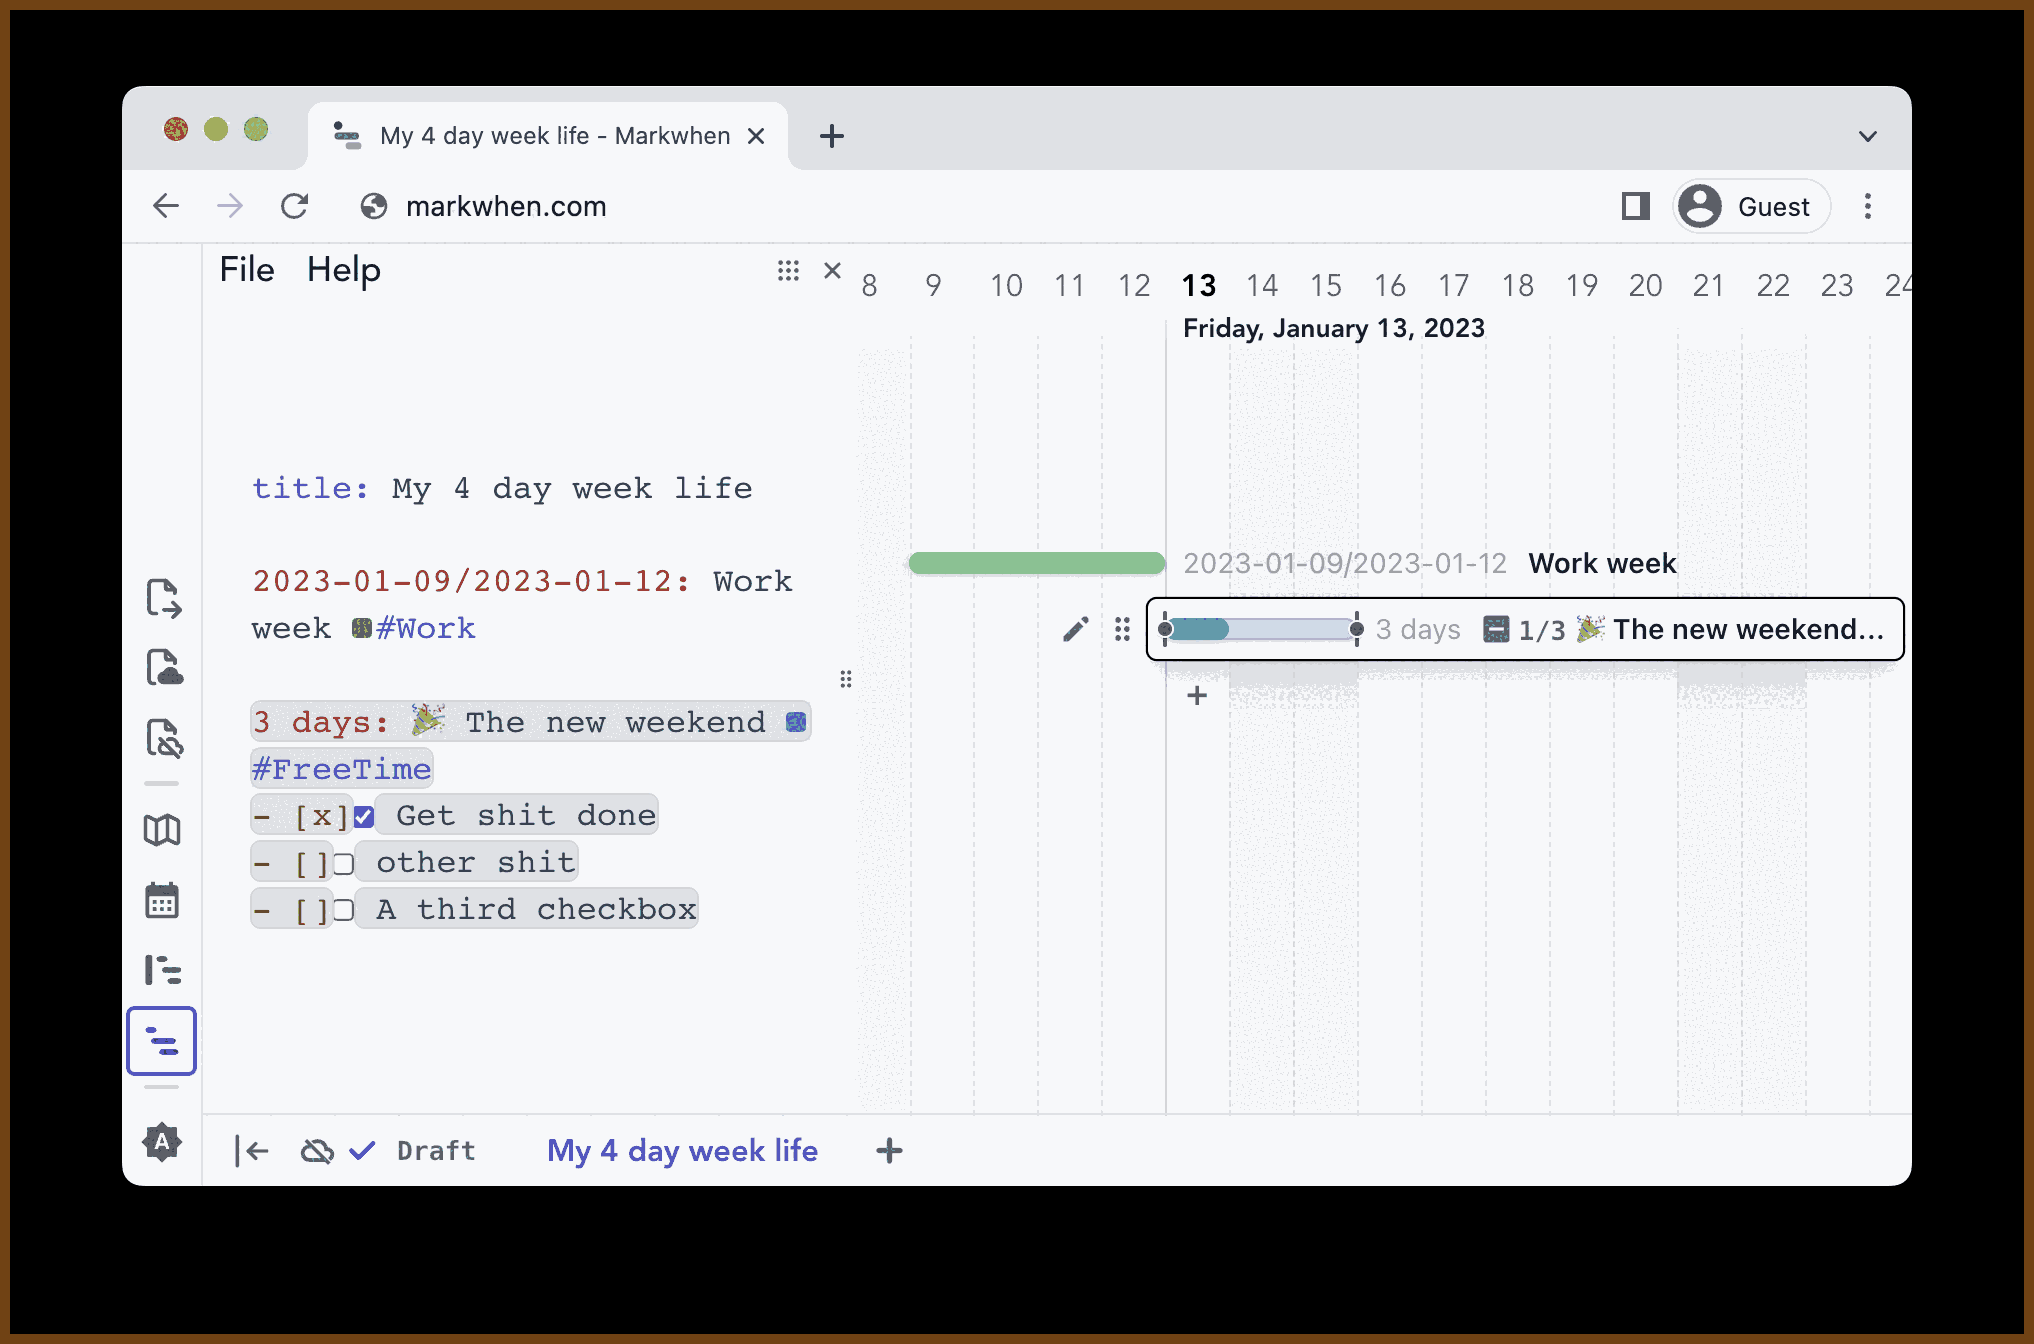 My 4 day week life - Markwhen
markwhen.com
Guest
File Help
8 9 10 11 12 13 14 15 16 17 18 19 20 21 22 23 24
Friday, January 13, 2023
title: My 4 day week life
2023-01-09/2023-01-12: Work
week #Work
3 days: 🎉 The new weekend
#FreeTime
- [x] Get shit done
- [] other shit
- [] A third checkbox
2023-01-09/2023-01-12 Work week
3 days 1/3 🎉 The new weekend...
A
Draft
My 4 day week life